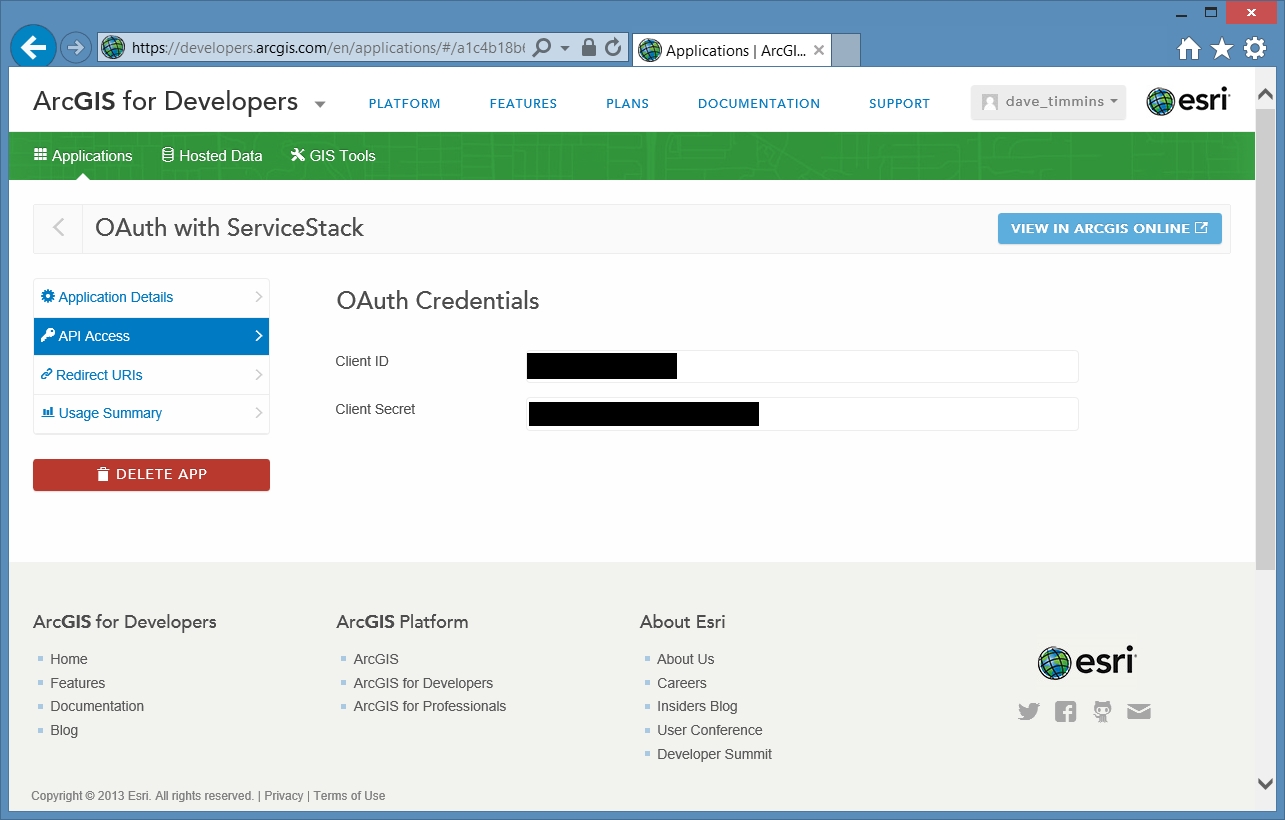 https://developers.arcgis.com/en/applications/#/a1c4b18b
Applications | ArcGI...
ArcGIS for Developers
PLATFORM
FEATURES
PLANS
DOCUMENTATION
SUPPORT
dave_timmins
esri
Applications
Hosted Data
GIS Tools
OAuth with ServiceStack
VIEW IN ARCGIS ONLINE
Application Details
API Access
Redirect URIs
Usage Summary
DELETE APP
OAuth Credentials
Client ID
Client Secret
ArcGIS for Developers
Home
Features
Documentation
Blog
ArcGIS Platform
ArcGIS
ArcGIS for Developers
ArcGIS for Professionals
About Esri
About Us
Careers
Insiders Blog
User Conference
Developer Summit
esri
Copyright © 2013 Esri. All rights reserved. | Privacy | Terms of Use